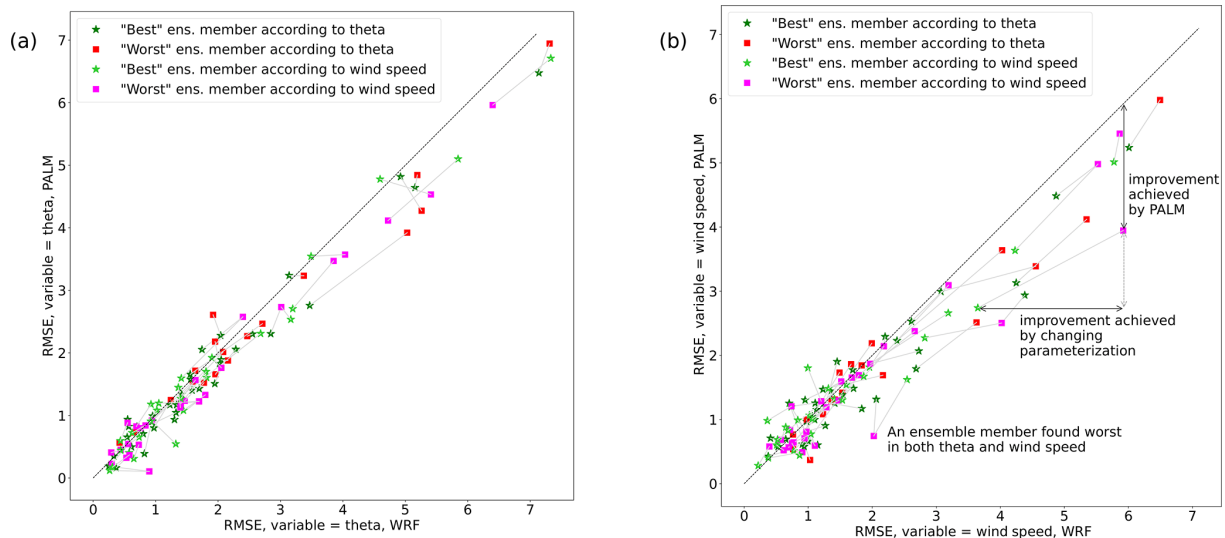 (a)
"Best" ens. member according to theta
"Worst" ens. member according to theta
"Best" ens. member according to wind speed
"Worst" ens. member according to wind speed
RMSE, variable = theta, PALM
7
6
5
4
3
2
1
0
0 1 2 3 4 5 6 7
RMSE, variable = theta, WRF
(b)
"Best" ens. member according to theta
"Worst" ens. member according to theta
"Best" ens. member according to wind speed
"Worst" ens. member according to wind speed
RMSE, variable = wind speed, PALM
7
6
5
4
3
2
1
0
improvement
achieved
by PALM
improvement achieved
by changing
parameterization
An ensemble member found worst
in both theta and wind speed
0 1 2 3 4 5 6 7
RMSE, variable = wind speed, WRF